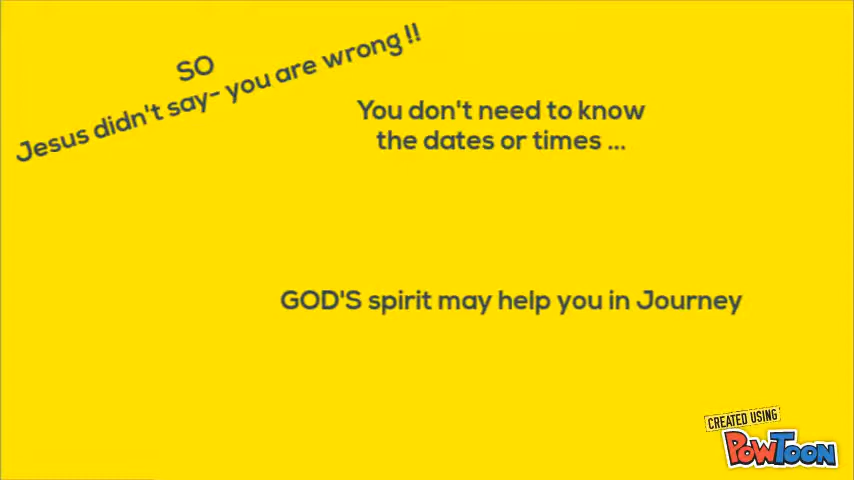 SO
Jesus didn't say- you are wrong !!
You don't need to know
the dates or times ...
GOD'S spirit may help you in Journey
CREATED USING
POWTOON